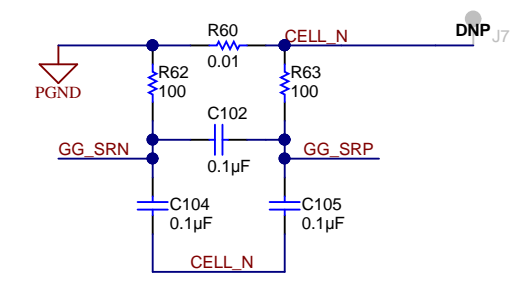 R60
CELL_N
DNP
J7
0.01
R62
100
R63
100
PGND
C102
0.1µF
GG_SRN
GG_SRP
C104
0.1µF
C105
0.1µF
CELL_N